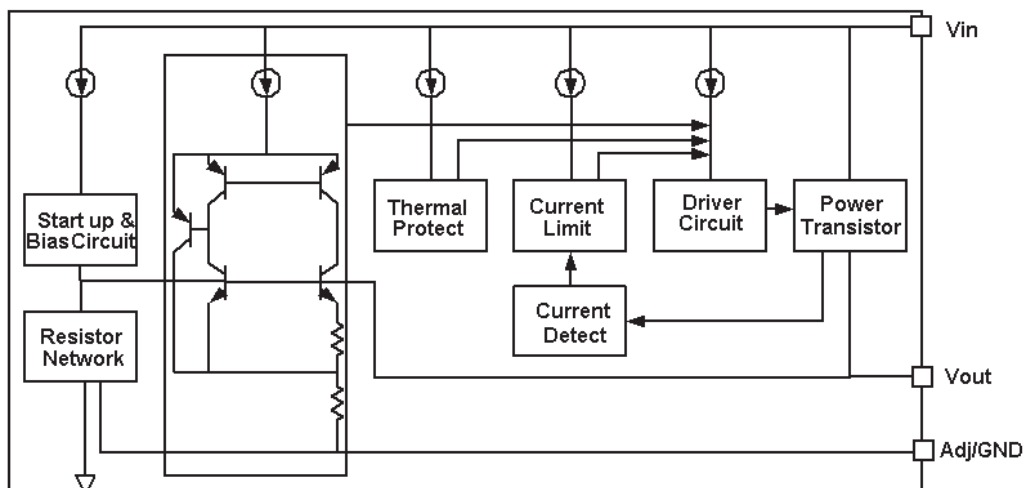 Vin
Start up &
Bias Circuit
Thermal
Protect
Current
Limit
Driver
Circuit
Power
Transistor
Resistor
Network
Current
Detect
Vout
Adj/GND